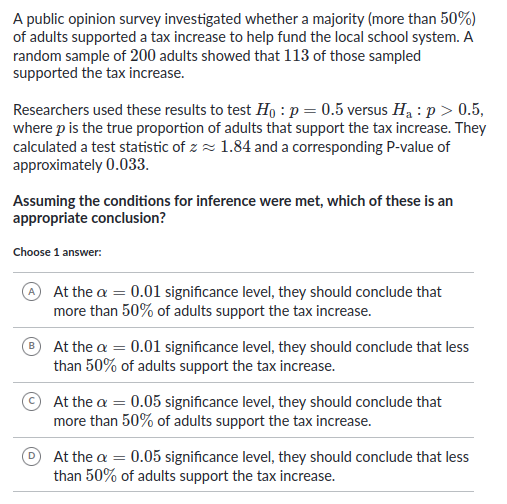 A public opinion survey investigated whether a majority (more than 50%)
of adults supported a tax increase to help fund the local school system. A
random sample of 200 adults showed that 113 of those sampled
supported the tax increase.
Researchers used these results to test H₀ : p = 0.5 versus Hₐ : p > 0.5,
where p is the true proportion of adults that support the tax increase. They
calculated a test statistic of z ≈ 1.84 and a corresponding P-value of
approximately 0.033.
Assuming the conditions for inference were met, which of these is an
appropriate conclusion?
Choose 1 answer:
A At the α = 0.01 significance level, they should conclude that
more than 50% of adults support the tax increase.
B At the α = 0.01 significance level, they should conclude that less
than 50% of adults support the tax increase.
C At the α = 0.05 significance level, they should conclude that
more than 50% of adults support the tax increase.
D At the α = 0.05 significance level, they should conclude that less
than 50% of adults support the tax increase.